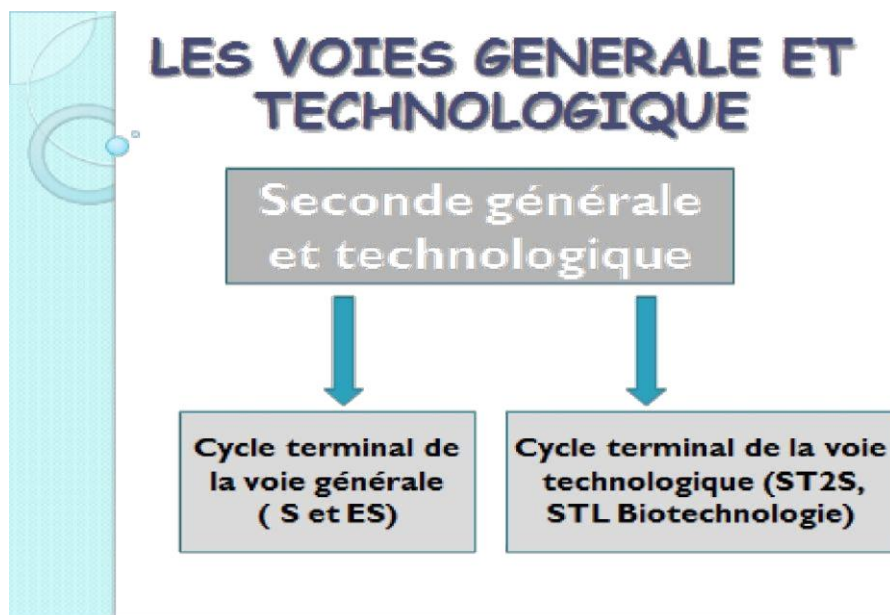 LES VOIES GENERALE ET
TECHNOLOGIQUE
Seconde générale
et technologique
Cycle terminal de
la voie générale
( S et ES)
Cycle terminal de la voie
technologique (ST2S,
STL Biotechnologie)